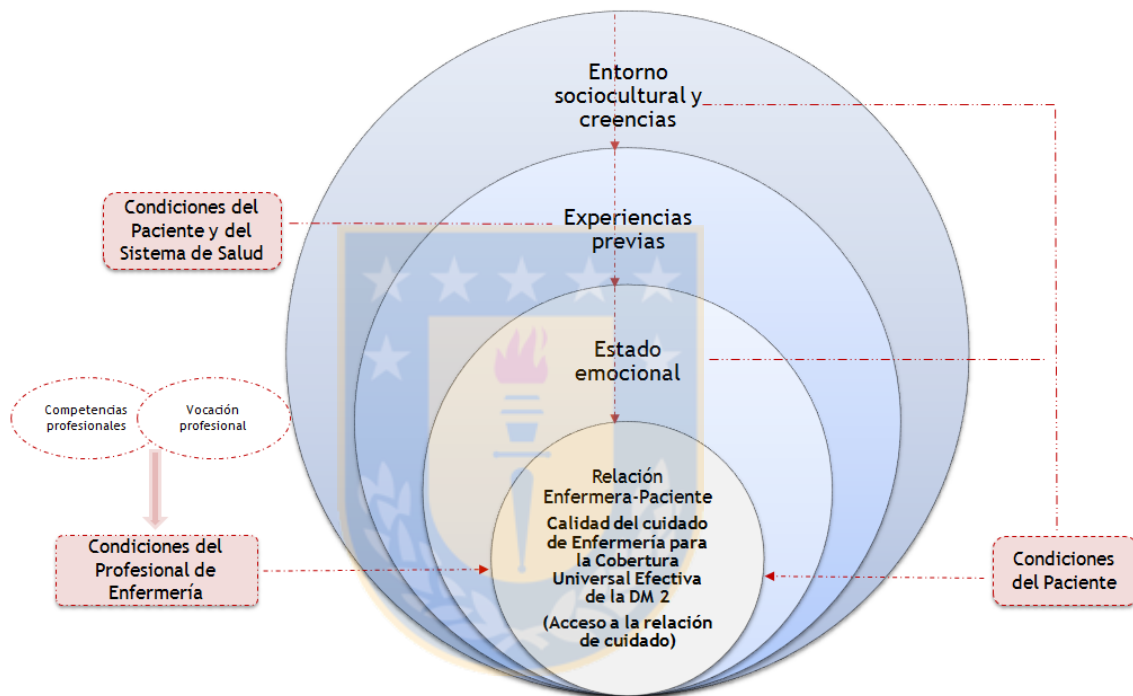 Entorno
sociocultural y
creencias
Condiciones del
Paciente y del
Sistema de Salud
Experiencias
previas
Estado
emocional
Competencias
profesionales
Vocación
profesional
Relación
Enfermera-Paciente
Calidad del cuidado
de Enfermería para
la Cobertura
Universal Efectiva
de la DM 2
(Acceso a la relación
de cuidado)
Condiciones del
Profesional de
Enfermería
Condiciones
del Paciente